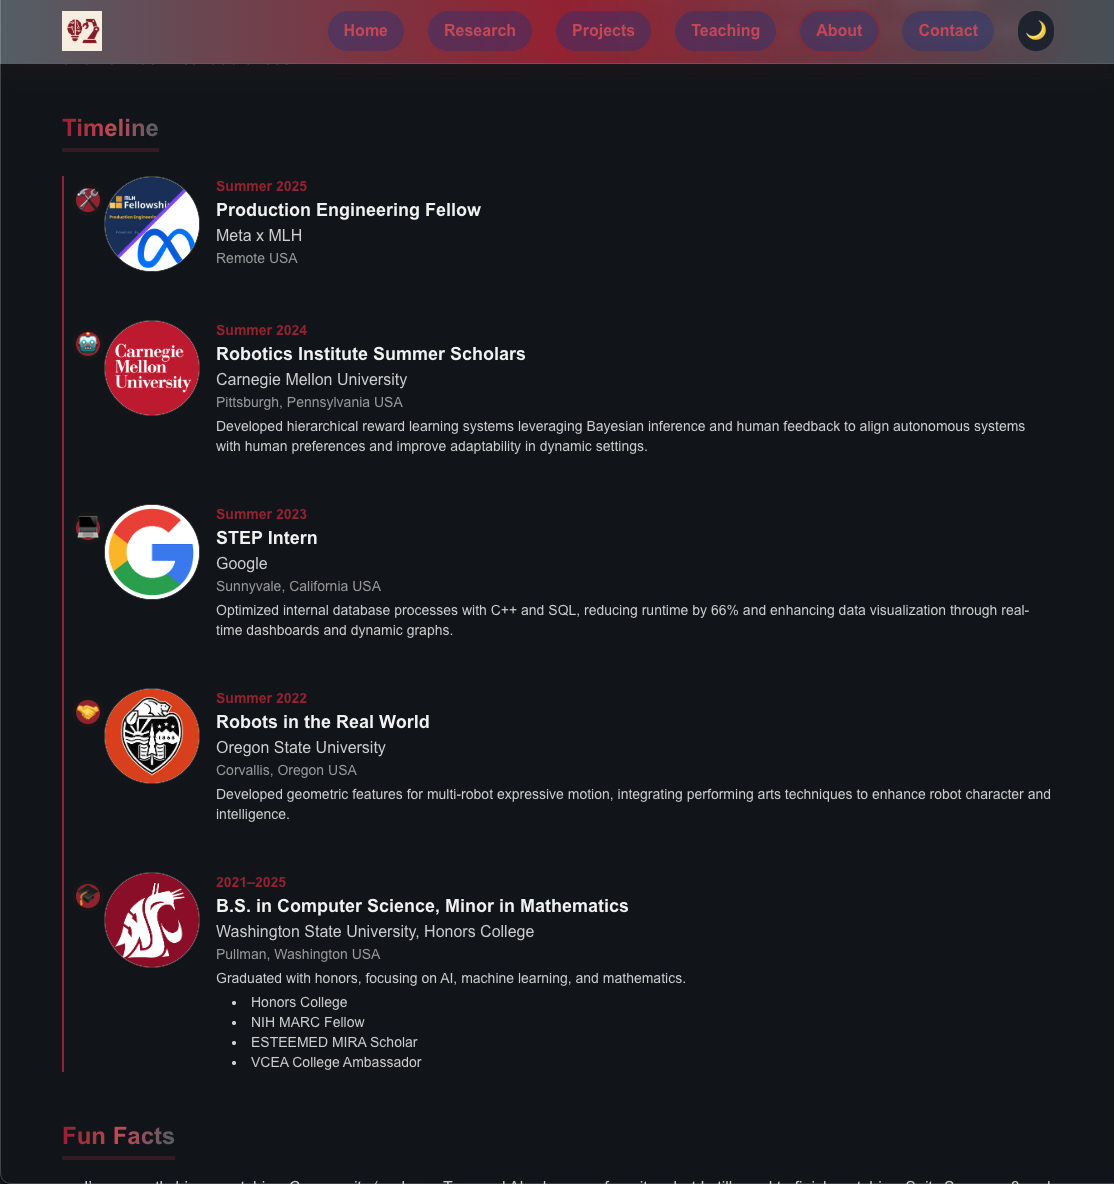 Home
Research
Projects
Teaching
About
Contact
Timeline
MLH
Fellowship
Production
Summer 2025
Production Engineering Fellow
Meta x MLH
Remote USA
Carnegie
Mellon
University
Summer 2024
Robotics Institute Summer Scholars
Carnegie Mellon University
Pittsburgh, Pennsylvania USA
Developed hierarchical reward learning systems leveraging Bayesian inference and human feedback to align autonomous systems
with human preferences and improve adaptability in dynamic settings.
Summer 2023
STEP Intern
Google
Sunnyvale, California USA
Optimized internal database processes with C++ and SQL, reducing runtime by 66% and enhancing data visualization through real-
time dashboards and dynamic graphs.
1868
Summer 2022
Robots in the Real World
Oregon State University
Corvallis, Oregon USA
Developed geometric features for multi-robot expressive motion, integrating performing arts techniques to enhance robot character and
intelligence.
2021–2025
B.S. in Computer Science, Minor in Mathematics
Washington State University, Honors College
Pullman, Washington USA
Graduated with honors, focusing on AI, machine learning, and mathematics.
• Honors College
• NIH MARC Fellow
• ESTEEMED MIRA Scholar
• VCEA College Ambassador
Fun Facts